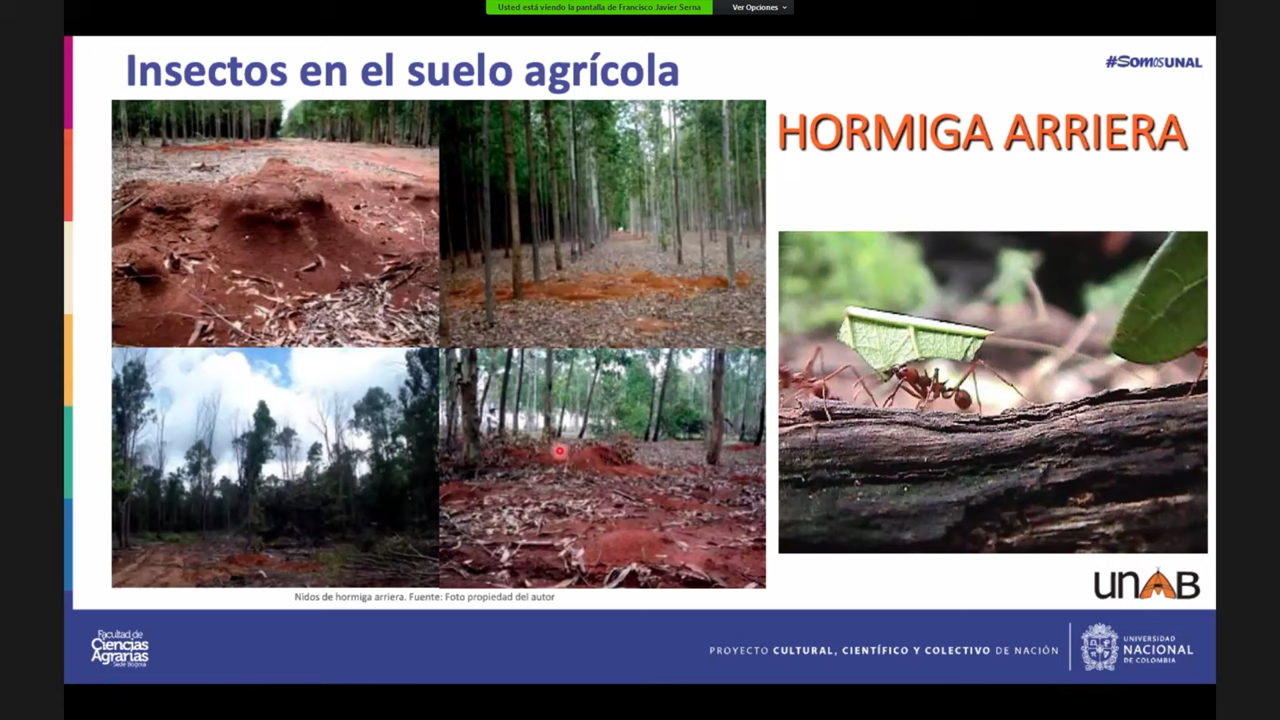 Usted está viendo la pantalla de Francisco Javier Serna
Ver Opciones
Insectos en el suelo agrícola
#SomosUNAL
HORMIGA ARRIERA
Nidos de hormiga arriera. Fuente: Foto propiedad del autor
UNAB
Facultad de
Ciencias
Agrarias
Sede Bogotá
PROYECTO CULTURAL, CIENTÍFICO Y COLECTIVO DE NACIÓN
UNIVERSIDAD
NACIONAL
DE COLOMBIA